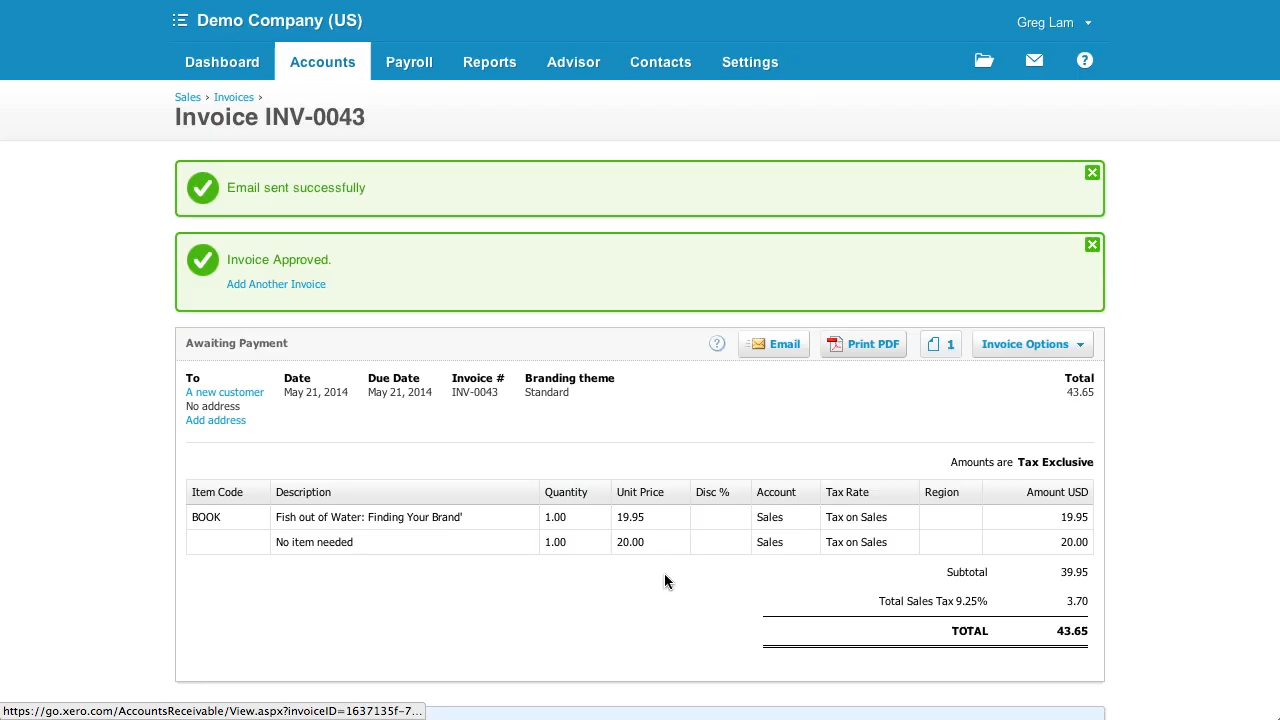 Demo Company (US)
Greg Lam
Dashboard Accounts Payroll Reports Advisor Contacts Settings ?
Sales › Invoices ›
Invoice INV-0043
Email sent successfully
Invoice Approved.
Add Another Invoice
Awaiting Payment ? Email Print PDF 1 Invoice Options
To Date Due Date Invoice # Branding theme Total
A new customer May 21, 2014 May 21, 2014 INV-0043 Standard 43.65
No address
Add address
Amounts are Tax Exclusive
Item Code Description Quantity Unit Price Disc % Account Tax Rate Region Amount USD
BOOK Fish out of Water: Finding Your Brand' 1.00 19.95 Sales Tax on Sales 19.95
No item needed 1.00 20.00 Sales Tax on Sales 20.00
Subtotal 39.95
Total Sales Tax 9.25% 3.70
TOTAL 43.65
https://go.xero.com/AccountsReceivable/View.aspx?invoiceID=1637135f-7...